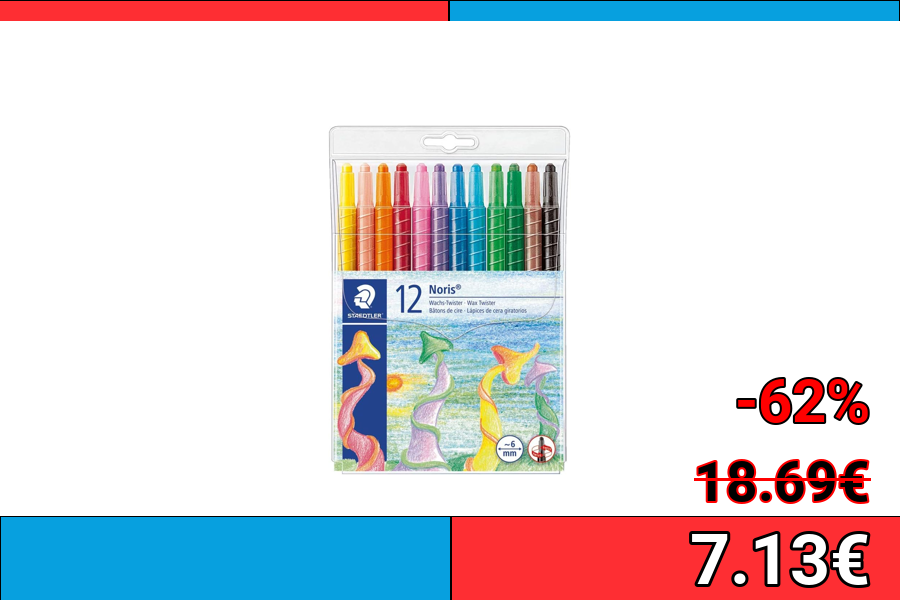 12
Noris®
Wachs-Twister · Wax Twister
Bâtons de cire · Lápices de cera giratorios
STAEDTLER
~6
mm
-62%
18.69€
7.13€